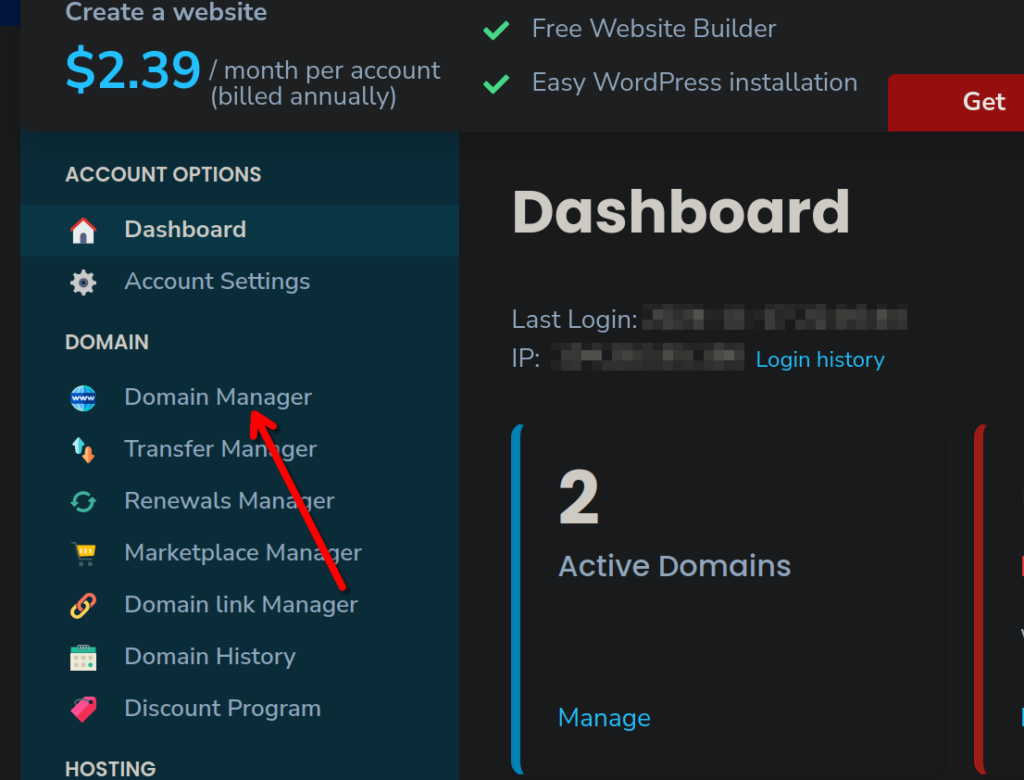 Create a website
$2.39 / month per account
(billed annually)
Free Website Builder
Easy WordPress installation
Get
ACCOUNT OPTIONS
Dashboard
Account Settings
DOMAIN
www
Domain Manager
Transfer Manager
Renewals Manager
Marketplace Manager
Domain link Manager
Domain History
Discount Program
HOSTING
Dashboard
Last Login:
IP:
Login history
2
Active Domains
Manage